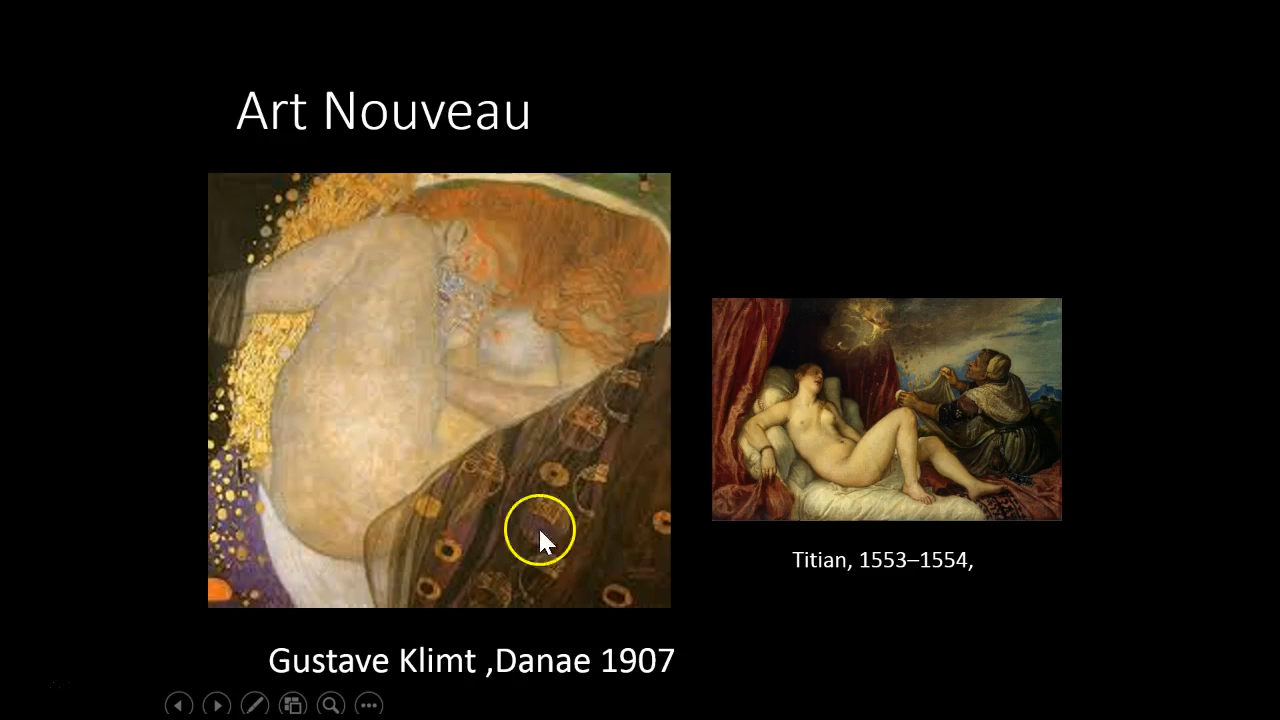 Art Nouveau
Titian, 1553–1554,
Gustave Klimt ,Danae 1907